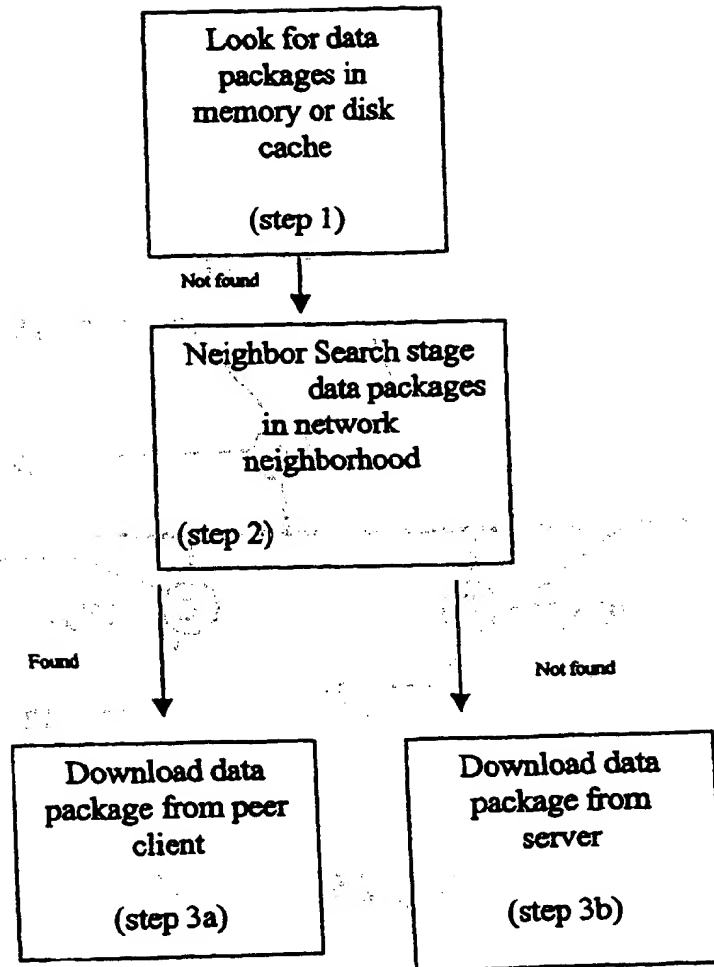 Look for data
packages in
memory or disk
cache
(step 1)
Not found
Neighbor Search stage
data packages
in network
neighborhood
(step 2)
Found
Not found
Download data
package from peer
client
(step 3a)
Download data
package from
server
(step 3b)